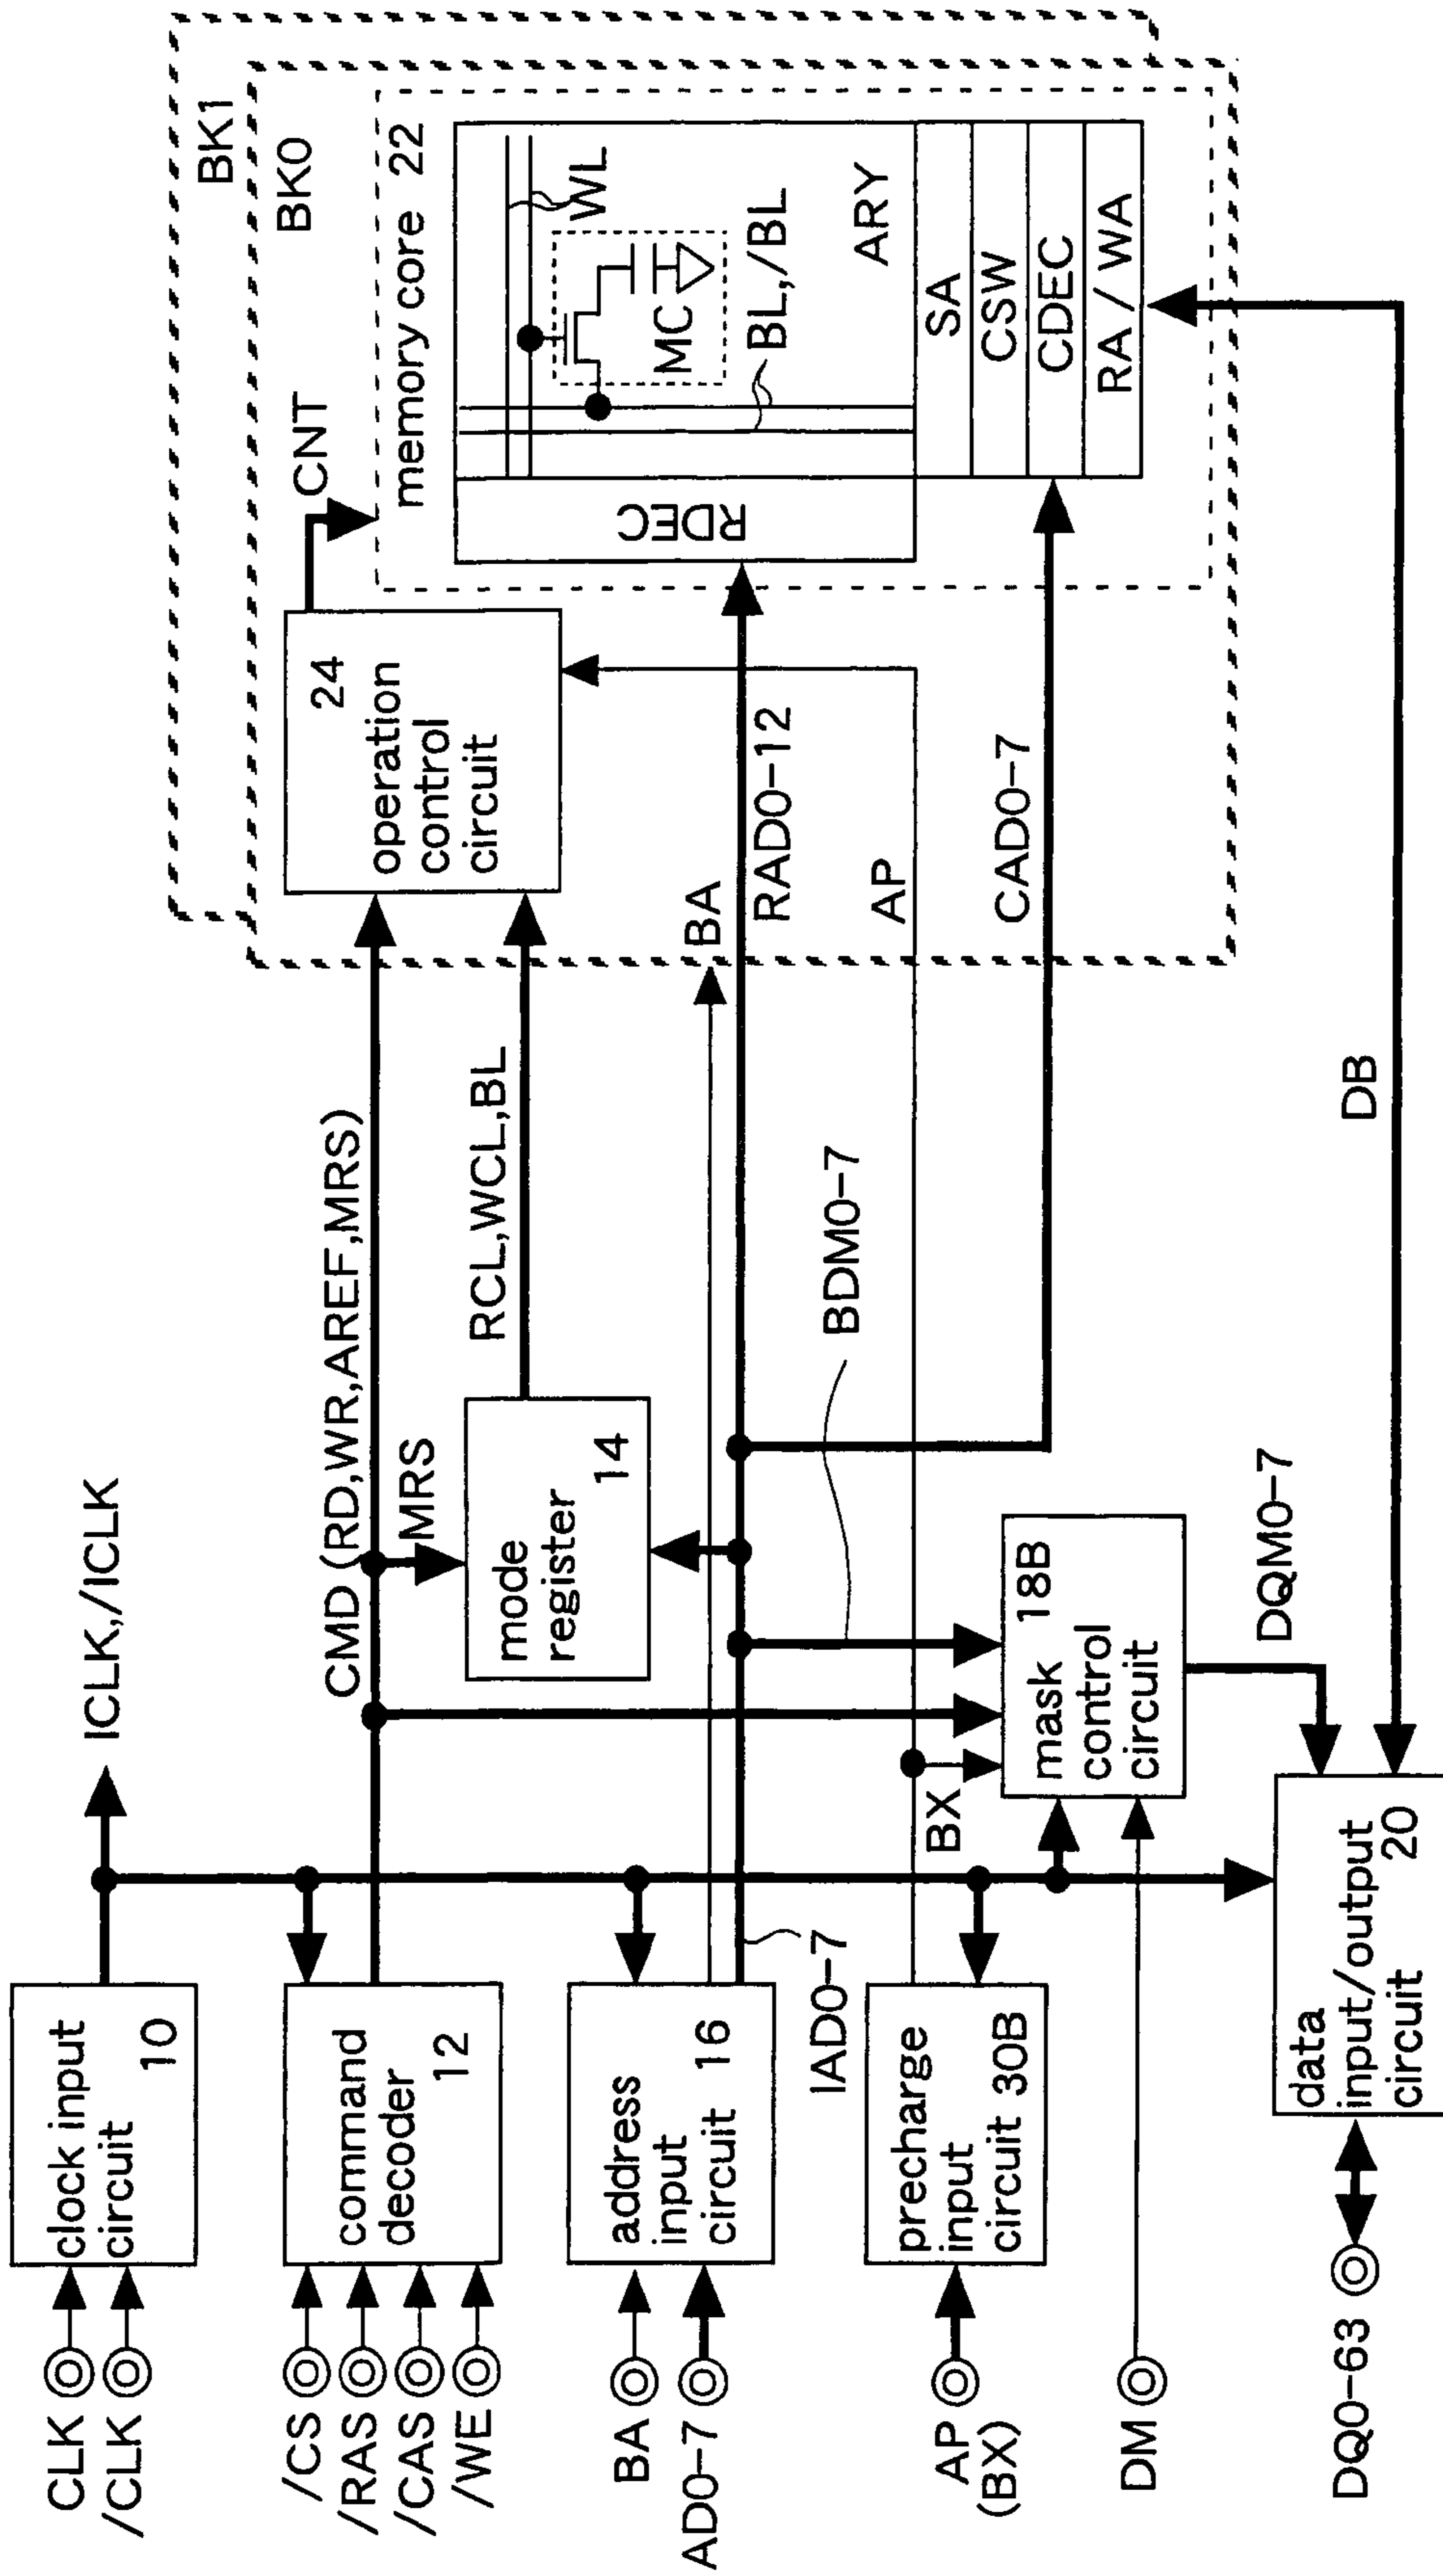 CLK
/CLK
clock input
circuit
10
ICLK,/ICLK
/CS
/RAS
/CAS
/WE
command
decoder
12
CMD (RD,WR,AREF,MRS)
MRS
mode
register
14
RCL,WCL,BL
24
operation
control
circuit
CNT
BK1
BK0
memory core 22
WL
MC
BL,/BL
ARY
RDEC
SA
CSW
CDEC
RA / WA
BA
AD0-7
address
input
circuit
16
IAD0-7
BA
RAD0-12
AP
CAD0-7
BDM0-7
AP
(BX)
precharge
input
circuit 30B
BX
mask
control
circuit
18B
DQM0-7
DM
DB
DQ0-63
data
input/output
circuit
20